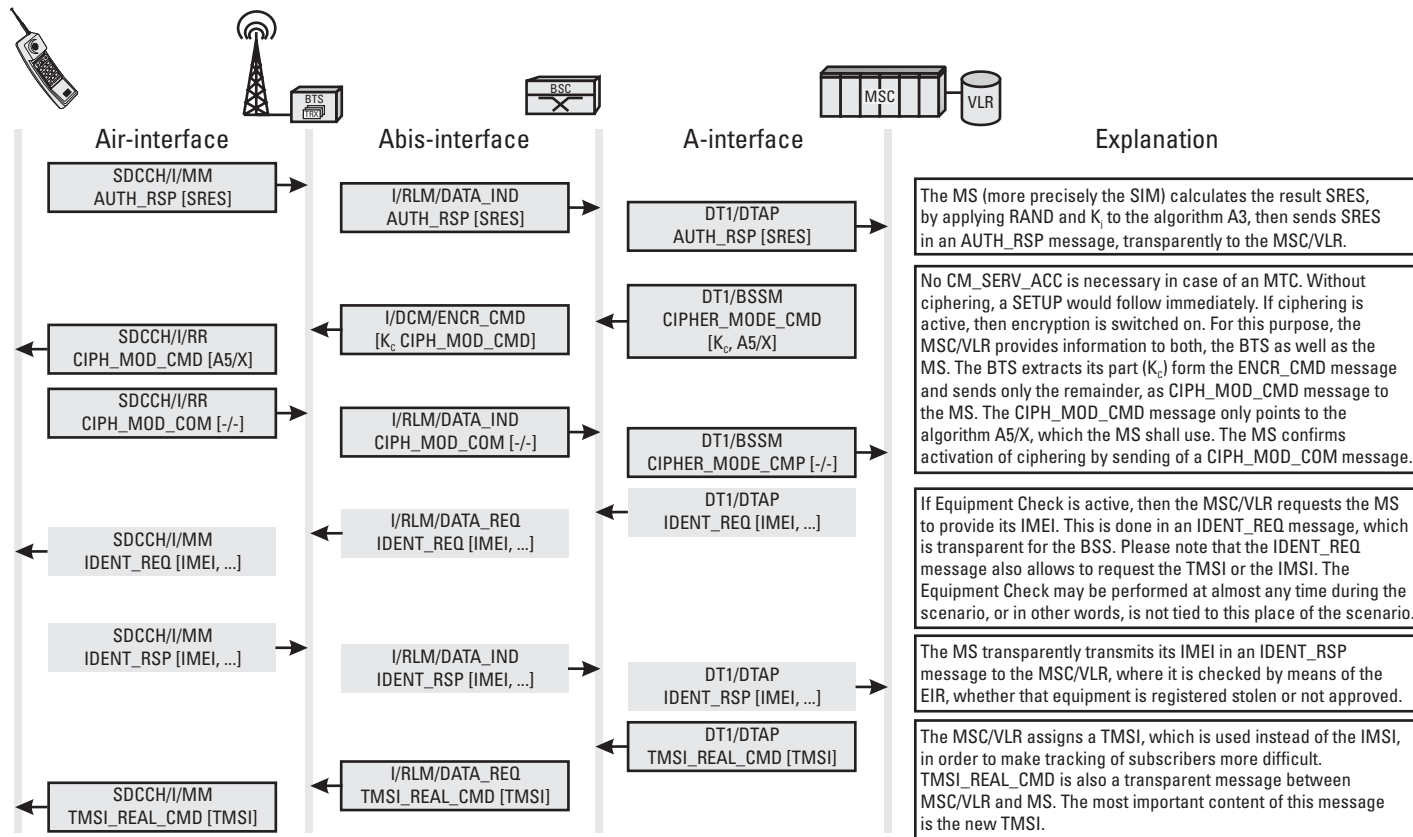 BTS
TRX
BSC
MSC
VLR
Air-interface
Abis-interface
A-interface
Explanation
SDCCH/I/MM
AUTH_RSP [SRES]
I/RLM/DATA_IND
AUTH_RSP [SRES]
DT1/DTAP
AUTH_RSP [SRES]
The MS (more precisely the SIM) calculates the result SRES,
by applying RAND and Ki to the algorithm A3, then sends SRES
in an AUTH_RSP message, transparently to the MSC/VLR.
DT1/BSSM
CIPHER_MODE_CMD
[Kc, A5/X]
I/DCM/ENCR_CMD
[Kc CIPH_MOD_CMD]
SDCCH/I/RR
CIPH_MOD_CMD [A5/X]
SDCCH/I/RR
CIPH_MOD_COM [-/-]
I/RLM/DATA_IND
CIPH_MOD_COM [-/-]
DT1/BSSM
CIPHER_MODE_CMP [-/-]
No CM_SERV_ACC is necessary in case of an MTC. Without
ciphering, a SETUP would follow immediately. If ciphering is
active, then encryption is switched on. For this purpose, the
MSC/VLR provides information to both, the BTS as well as the
MS. The BTS extracts its part (Kc) form the ENCR_CMD message
and sends only the remainder, as CIPH_MOD_CMD message to
the MS. The CIPH_MOD_CMD message only points to the
algorithm A5/X, which the MS shall use. The MS confirms
activation of ciphering by sending of a CIPH_MOD_COM message.
DT1/DTAP
IDENT_REQ [IMEI, ...]
I/RLM/DATA_REQ
IDENT_REQ [IMEI, ...]
SDCCH/I/MM
IDENT_REQ [IMEI, ...]
If Equipment Check is active, then the MSC/VLR requests the MS
to provide its IMEI. This is done in an IDENT_REQ message, which
is transparent for the BSS. Please note that the IDENT_REQ
message also allows to request the TMSI or the IMSI. The
Equipment Check may be performed at almost any time during the
scenario, or in other words, is not tied to this place of the scenario.
SDCCH/I/MM
IDENT_RSP [IMEI, ...]
I/RLM/DATA_IND
IDENT_RSP [IMEI, ...]
DT1/DTAP
IDENT_RSP [IMEI, ...]
The MS transparently transmits its IMEI in an IDENT_RSP
message to the MSC/VLR, where it is checked by means of the
EIR, whether that equipment is registered stolen or not approved.
DT1/DTAP
TMSI_REAL_CMD [TMSI]
I/RLM/DATA_REQ
TMSI_REAL_CMD [TMSI]
SDCCH/I/MM
TMSI_REAL_CMD [TMSI]
The MSC/VLR assigns a TMSI, which is used instead of the IMSI,
in order to make tracking of subscribers more difficult.
TMSI_REAL_CMD is also a transparent message between
MSC/VLR and MS. The most important content of this message
is the new TMSI.